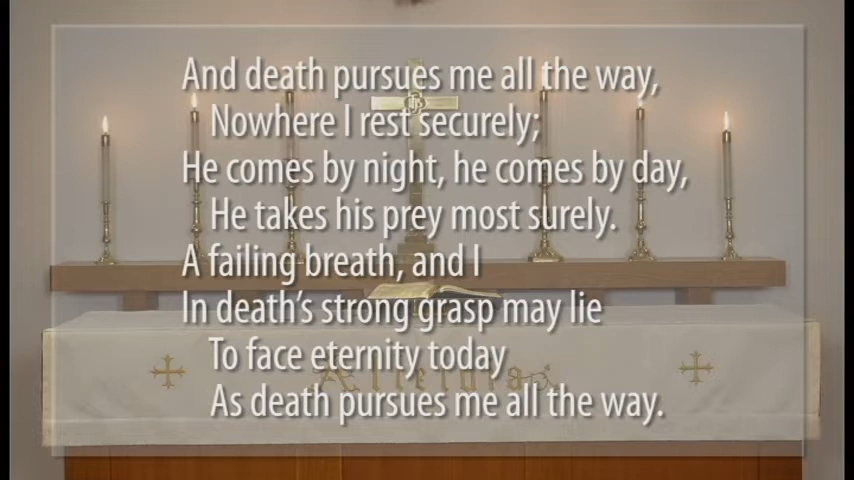 And death pursues me all the way,
Nowhere I rest securely;
He comes by night, he comes by day,
He takes his prey most surely.
A failing breath, and I
In death's strong grasp may lie
To face eternity today
As death pursues me all the way.
Alleluia